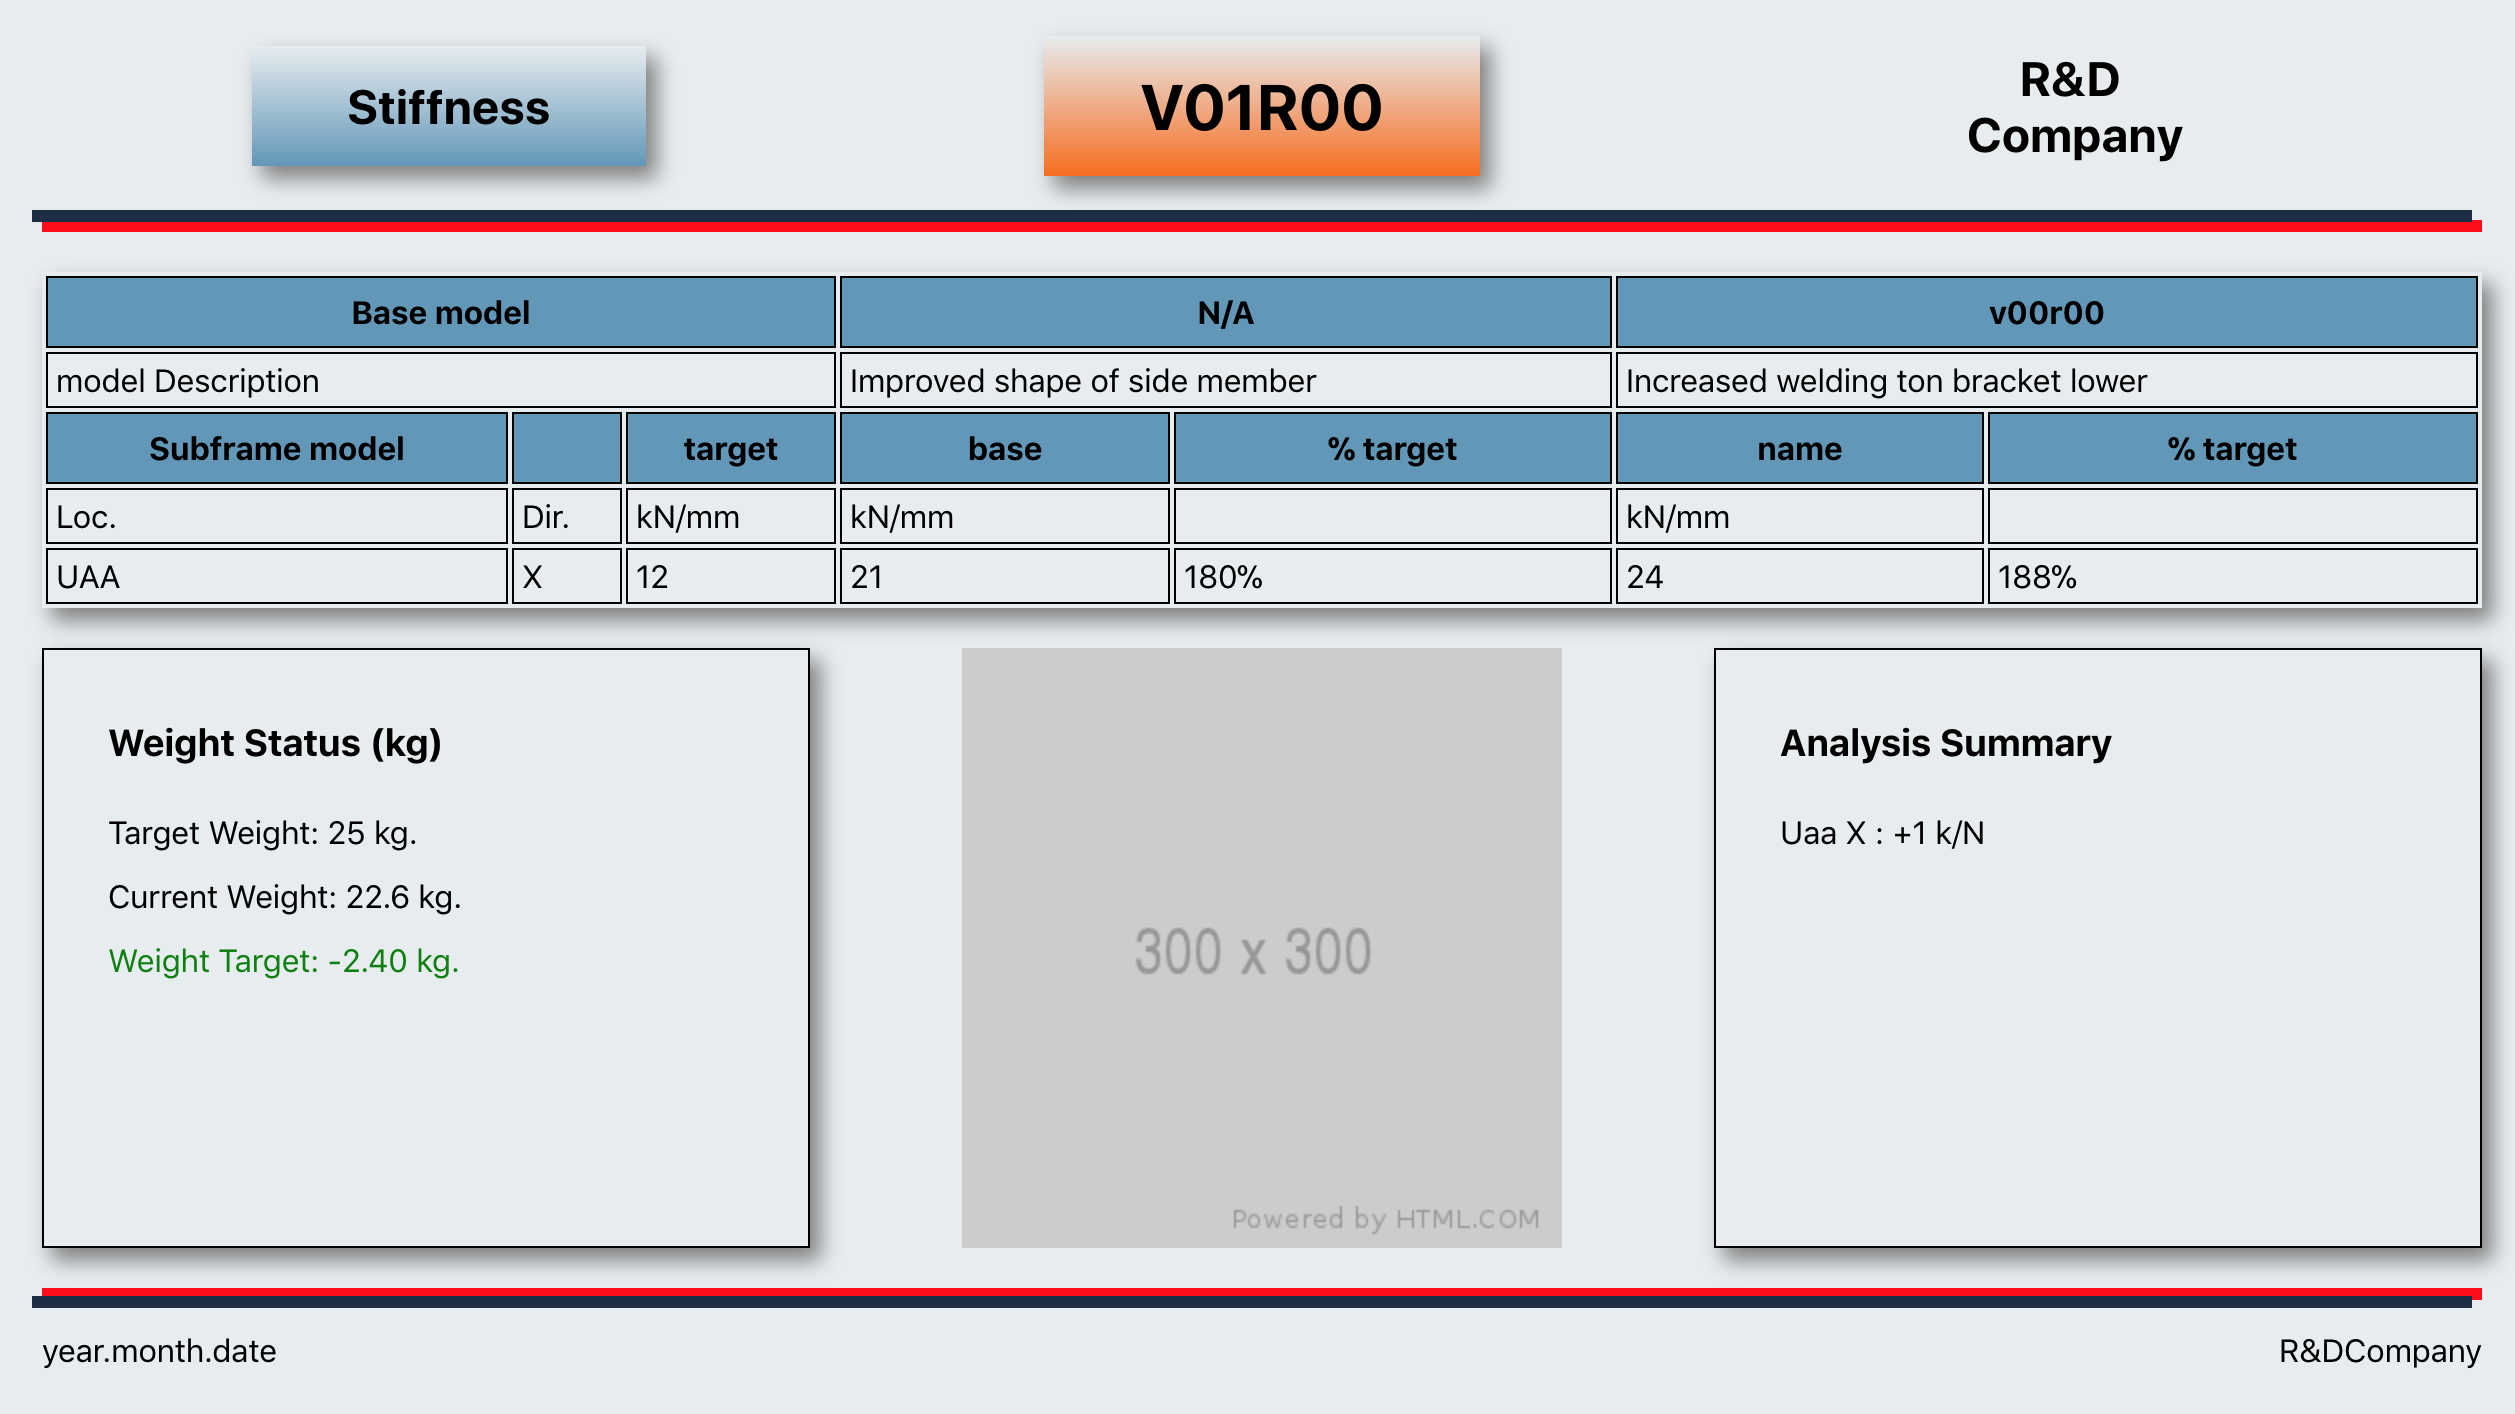 Stiffness
V01R00
R&D
Company
Base model N/A v00r00
model Description Improved shape of side member Increased welding ton bracket lower
Subframe model target base % target name % target
Loc. Dir. kN/mm kN/mm kN/mm
UAA X 12 21 180% 24 188%
Weight Status (kg)
Target Weight: 25 kg.
Current Weight: 22.6 kg.
Weight Target: -2.40 kg.
300 x 300
Powered by HTML.COM
Analysis Summary
Uaa X : +1 k/N
year.month.date
R&DCompany